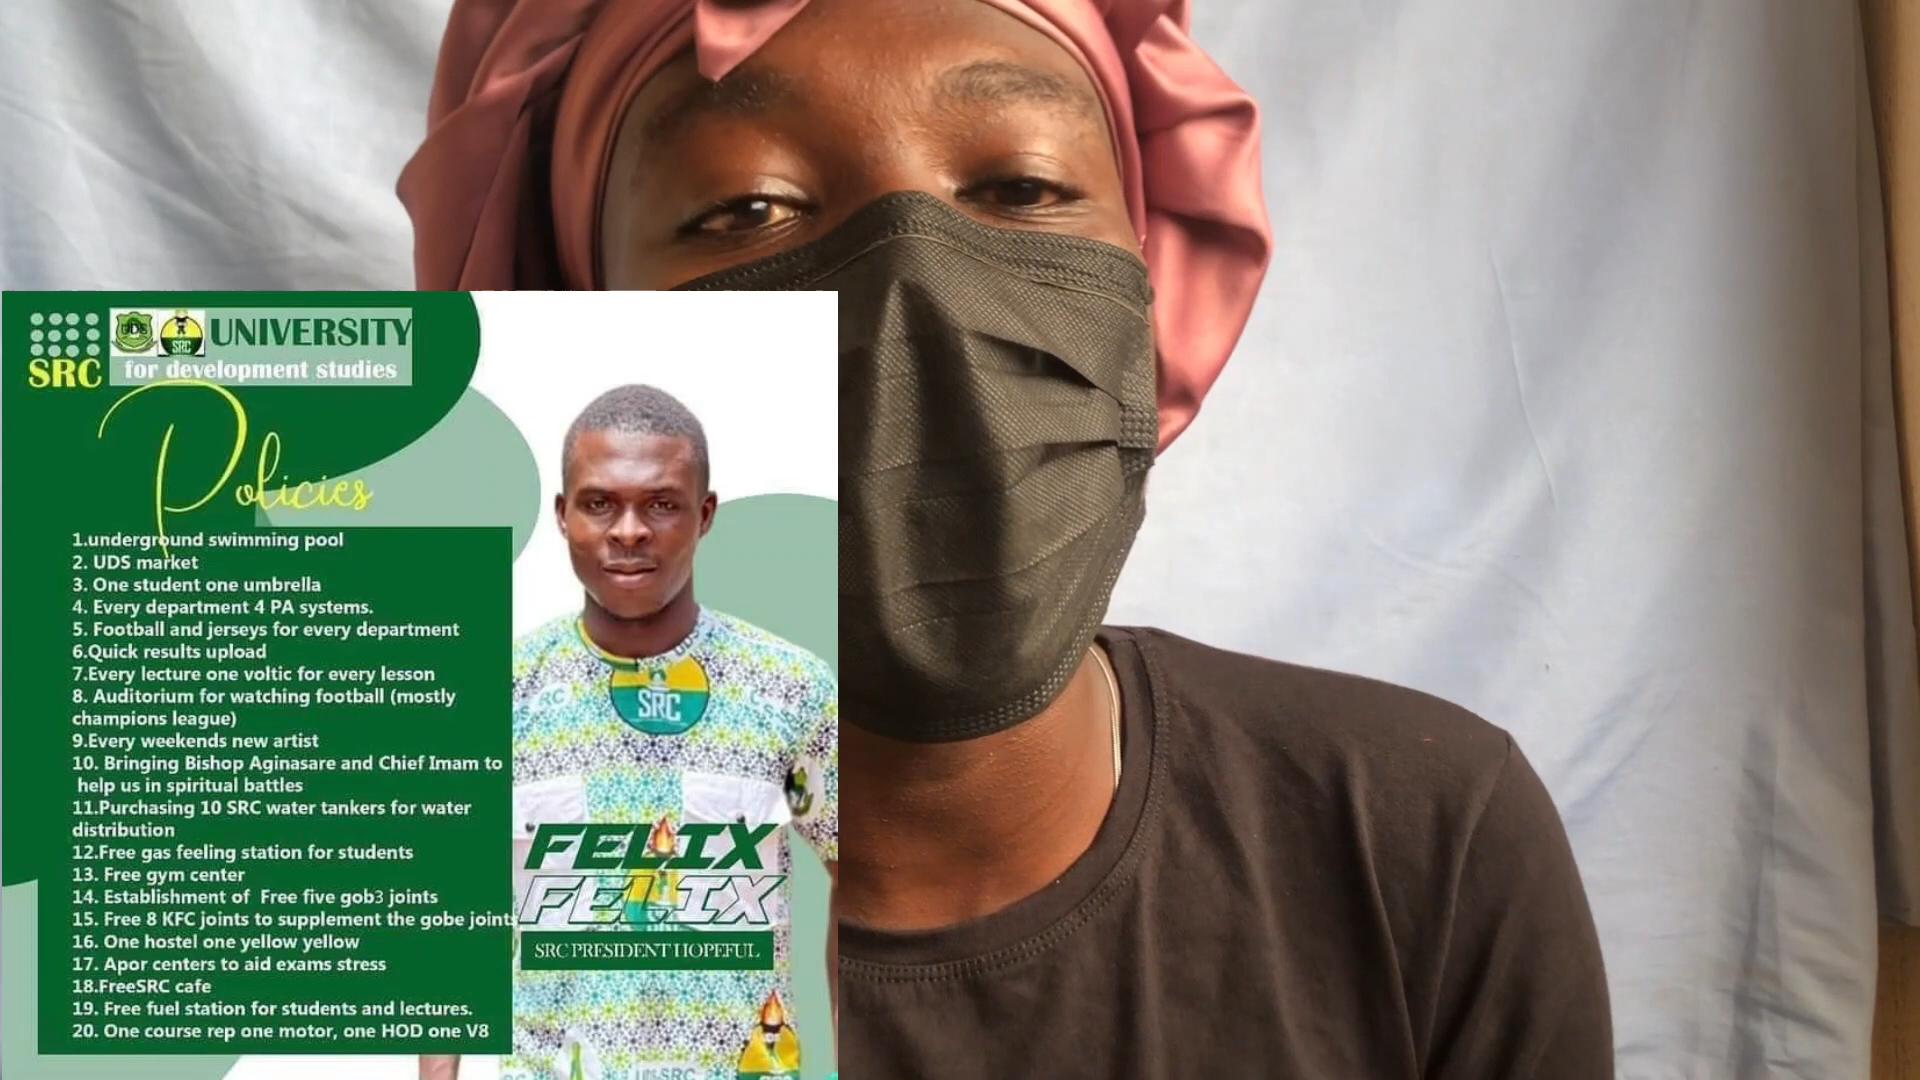 UDS
SRC
UNIVERSITY
SRC
for development studies
Policies
1.underground swimming pool
2. UDS market
3. One student one umbrella
4. Every department 4 PA systems.
5. Football and jerseys for every department
6.Quick results upload
7.Every lecture one voltic for every lesson
8. Auditorium for watching football (mostly
champions league)
9.Every weekends new artist
10. Bringing Bishop Aginasare and Chief Imam to
help us in spiritual battles
11.Purchasing 10 SRC water tankers for water
distribution
12.Free gas feeling station for students
13. Free gym center
14. Establishment of Free five gob3 joints
15. Free 8 KFC joints to supplement the gobe joints
16. One hostel one yellow yellow
17. Apor centers to aid exams stress
18.FreeSRC cafe
19. Free fuel station for students and lectures.
20. One course rep one motor, one HOD one V8
SRC
FELIX
FELIX
SRC PRESIDENT HOPEFUL